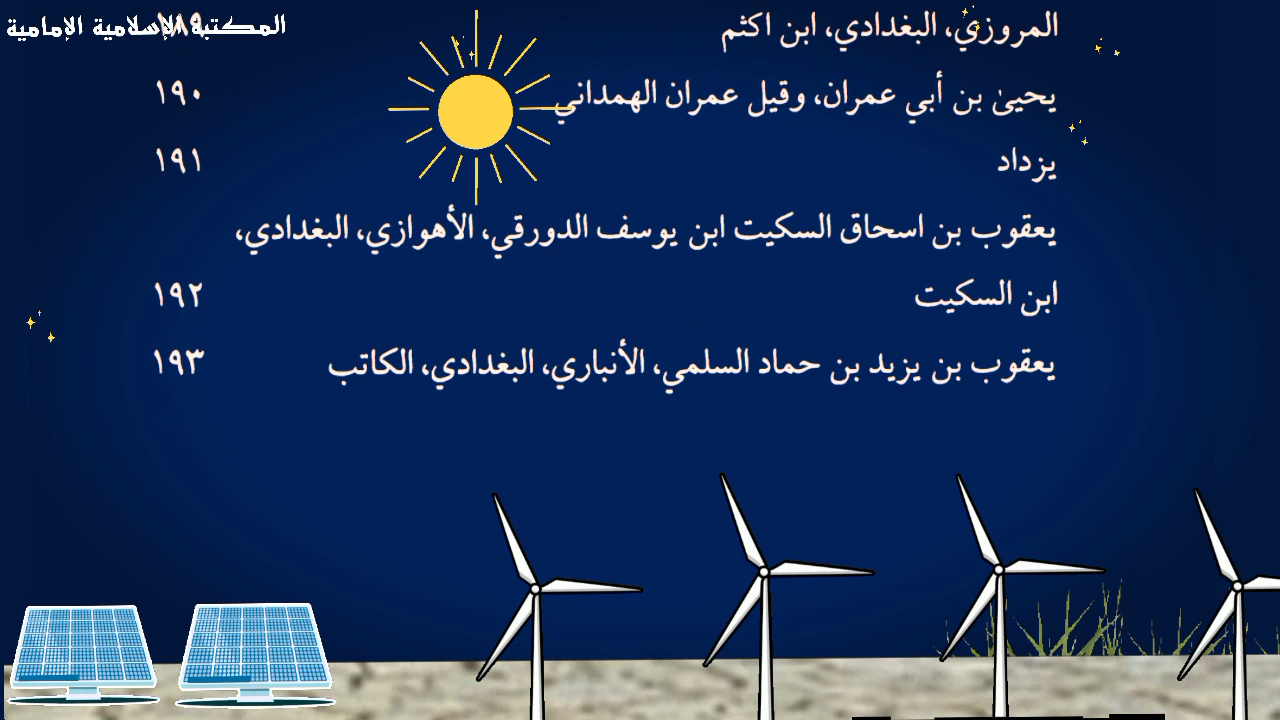 المكتبة الإسلامية الإمامية
المروزي، البغدادي، ابن اكثم ١٨٩
يحيىٰ بن أبي عمران، وقيل عمران الهمداني ١٩٠
يزداد ١٩١
يعقوب بن اسحاق السكيت ابن يوسف الدورقي، الأهوازي، البغدادي،
ابن السكيت ١٩٢
يعقوب بن يزيد بن حماد السلمي، الأنباري، البغدادي، الكاتب ١٩٣